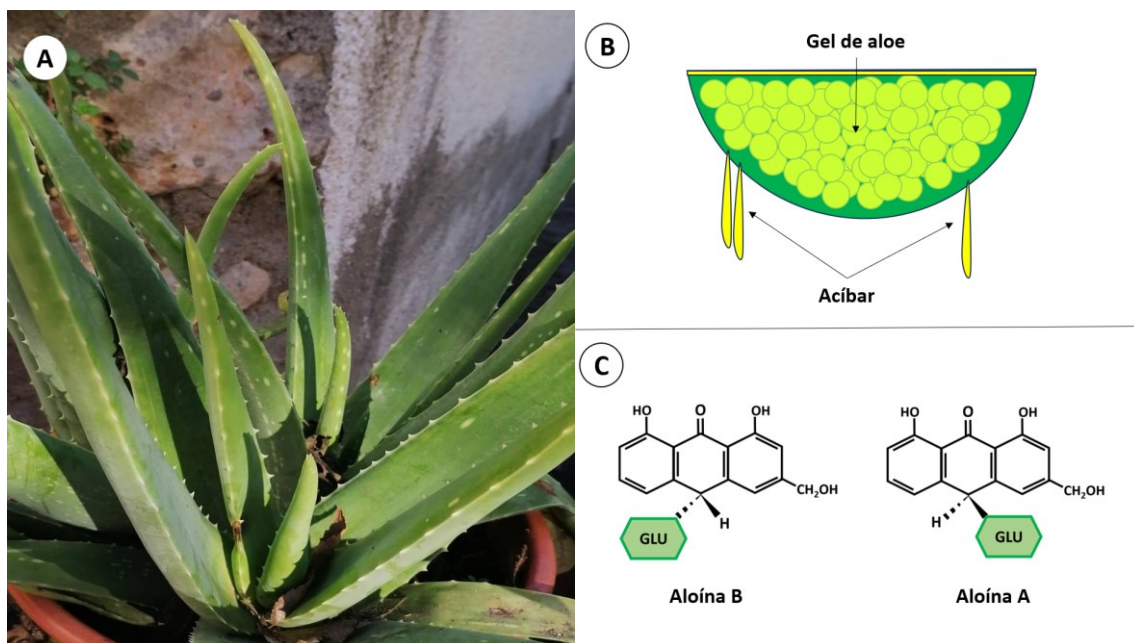 A
B
Gel de aloe
Acíbar
C
HO O OH
CH₂OH
H
GLU
Aloína B
HO O OH
CH₂OH
H
GLU
Aloína A